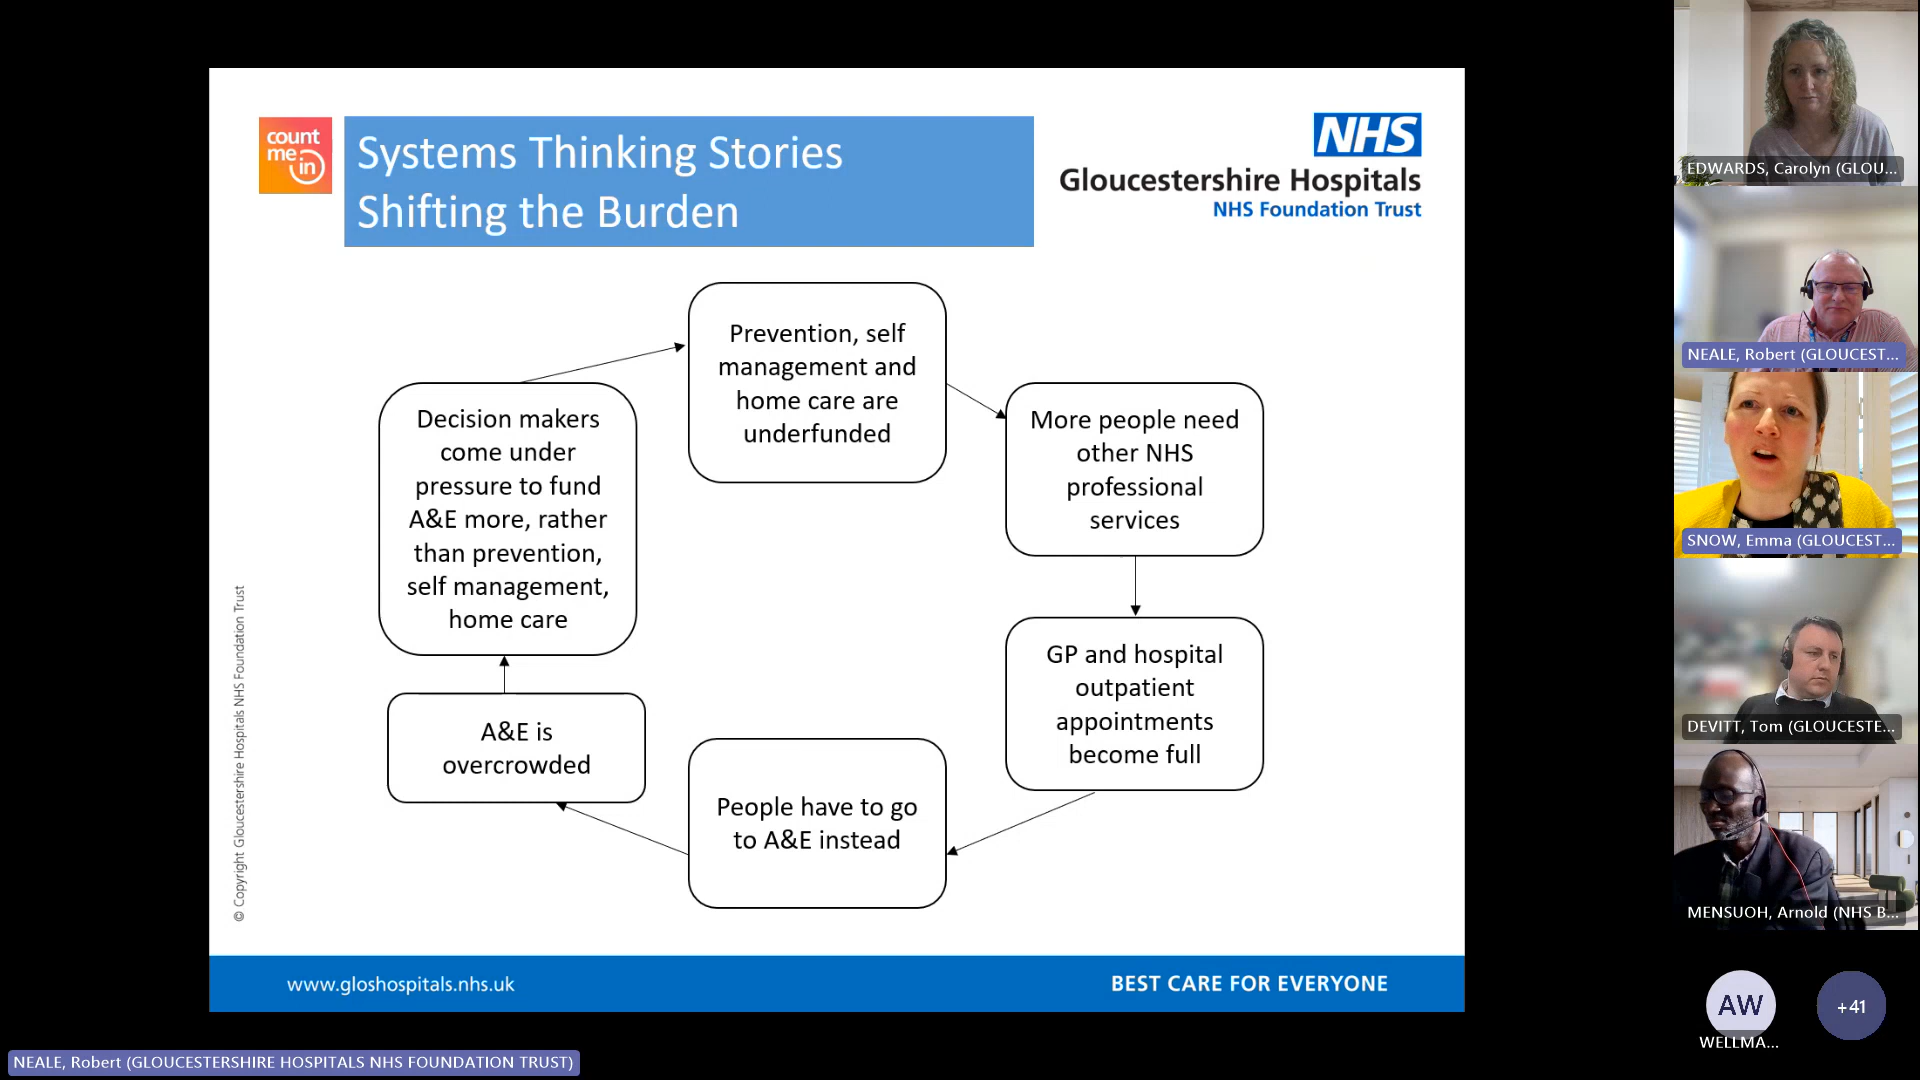 count
me
in
Systems Thinking Stories
Shifting the Burden
NHS
Gloucestershire Hospitals
NHS Foundation Trust
Prevention, self
management and
home care are
underfunded
More people need
other NHS
professional
services
GP and hospital
outpatient
appointments
become full
People have to go
to A&E instead
A&E is
overcrowded
Decision makers
come under
pressure to fund
A&E more, rather
than prevention,
self management,
home care
© Copyright Gloucestershire Hospitals NHS Foundation Trust
www.gloshospitals.nhs.uk
BEST CARE FOR EVERYONE
EDWARDS, Carolyn (GLOU...
NEALE, Robert (GLOUCEST...
SNOW, Emma (GLOUCEST...
DEVITT, Tom (GLOUCESTE...
MENSUOH, Arnold (NHS B...
AW
+41
WELLMA...
NEALE, Robert (GLOUCESTERSHIRE HOSPITALS NHS FOUNDATION TRUST)